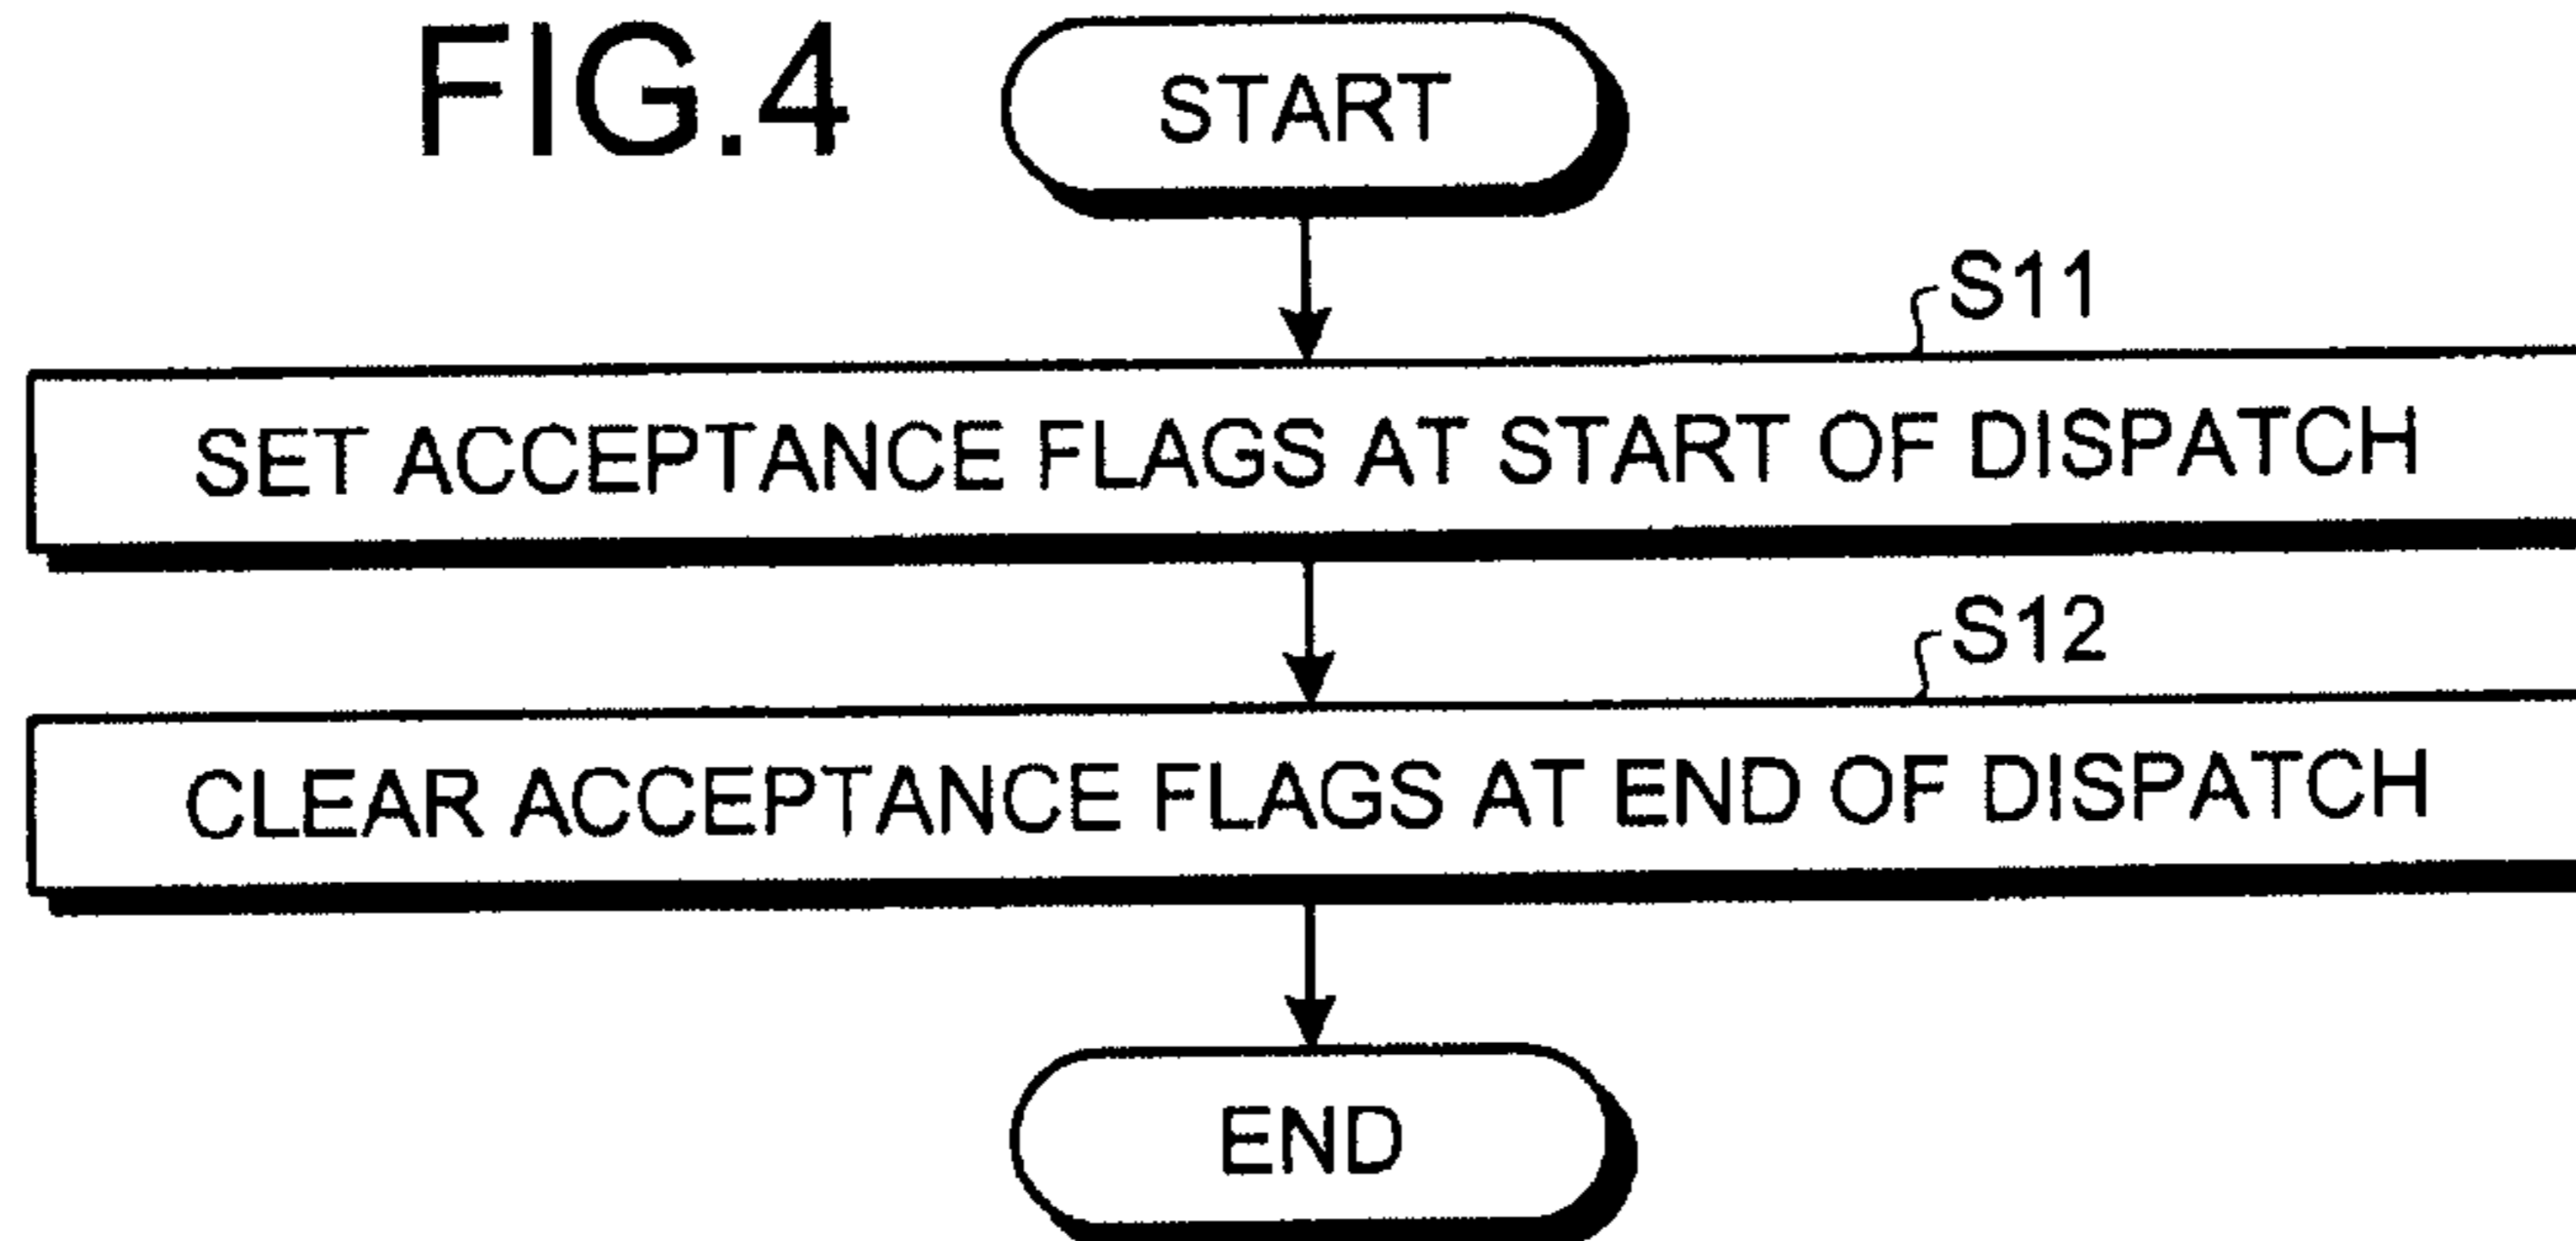 FIG.4
START
S11
SET ACCEPTANCE FLAGS AT START OF DISPATCH
S12
CLEAR ACCEPTANCE FLAGS AT END OF DISPATCH
END